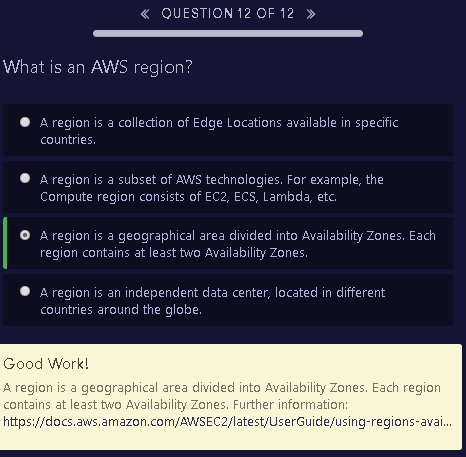 « QUESTION 12 OF 12 »
What is an AWS region?
A region is a collection of Edge Locations available in specific
countries.
A region is a subset of AWS technologies. For example, the
Compute region consists of EC2, ECS, Lambda, etc.
A region is a geographical area divided into Availability Zones. Each
region contains at least two Availability Zones.
A region is an independent data center, located in different
countries around the globe.
Good Work!
A region is a geographical area divided into Availability Zones. Each region
contains at least two Availability Zones. Further information:
https://docs.aws.amazon.com/AWSEC2/latest/UserGuide/using-regions-avai...